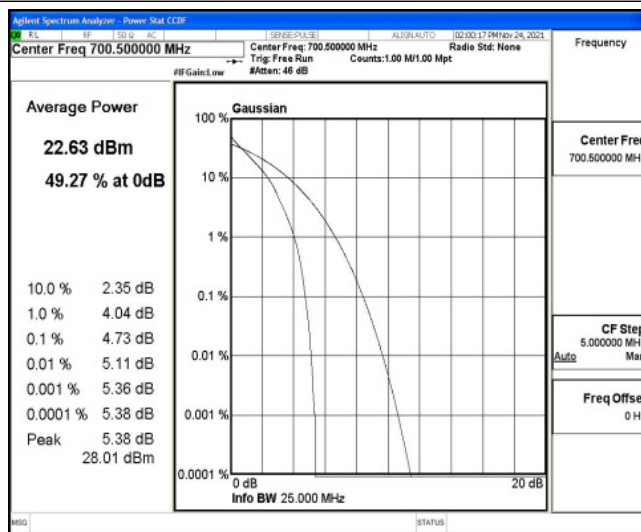 Agilent Spectrum Analyzer - Power Stat CCDF
RL RF 50 Ω AC SENSE:PULSE ALIGN AUTO 02:00:17 PM Nov 24, 2021
Center Freq 700.500000 MHz
Center Freq: 700.500000 MHz Radio Std: None
Trig: Free Run Counts:1.00 M/1.00 Mpt
#IFGain:Low #Atten: 46 dB
Frequency
Average Power
22.63 dBm
49.27 % at 0dB
10.0 % 2.35 dB
1.0 % 4.04 dB
0.1 % 4.73 dB
0.01 % 5.11 dB
0.001 % 5.36 dB
0.0001 % 5.38 dB
Peak 5.38 dB
28.01 dBm
Gaussian
100 %
10 %
1 %
0.1 %
0.01 %
0.001 %
0.0001 %
0 dB 20 dB
Info BW 25.000 MHz
Center Fre
700.500000 MH
CF Step
5.000000 MH
Auto Ma
Freq Offse
0 H
MSG STATUS